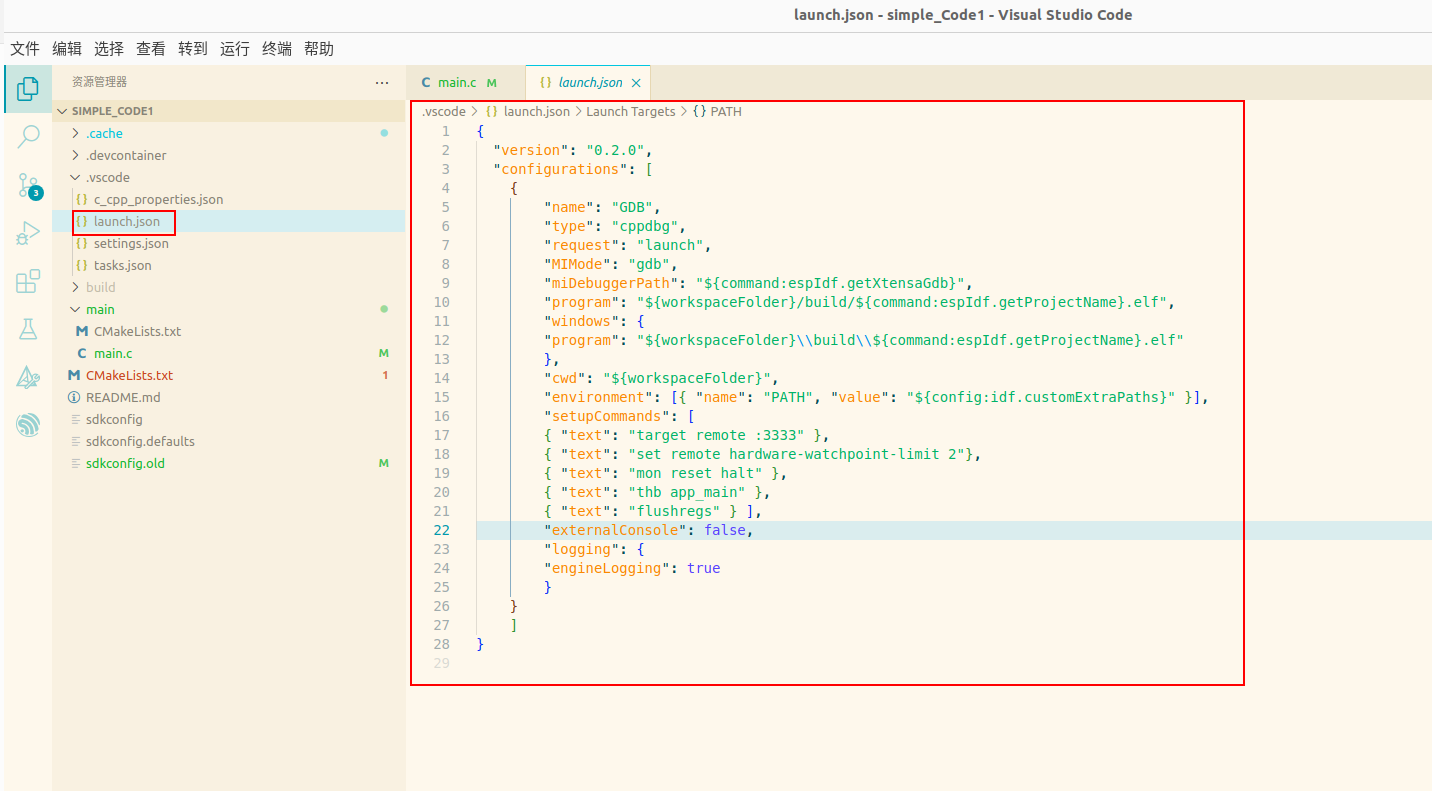 launch.json - simple_Code1 - Visual Studio Code
文件 编辑 选择 查看 转到 运行 终端 帮助
资源管理器 ···
C main.c M
{} launch.json ×
SIMPLE_CODE1
.cache
.devcontainer
.vscode
{} c_cpp_properties.json
{} launch.json
{} settings.json
{} tasks.json
build
main
M CMakeLists.txt
C main.c M
M CMakeLists.txt 1
README.md
sdkconfig
sdkconfig.defaults
sdkconfig.old M
3
.vscode > {} launch.json > Launch Targets > {} PATH
1 {
2 "version": "0.2.0",
3 "configurations": [
4 {
5 "name": "GDB",
6 "type": "cppdbg",
7 "request": "launch",
8 "MIMode": "gdb",
9 "miDebuggerPath": "${command:espIdf.getXtensaGdb}",
10 "program": "${workspaceFolder}/build/${command:espIdf.getProjectName}.elf",
11 "windows": {
12 "program": "${workspaceFolder}\\build\\${command:espIdf.getProjectName}.elf"
13 },
14 "cwd": "${workspaceFolder}",
15 "environment": [{ "name": "PATH", "value": "${config:idf.customExtraPaths}" }],
16 "setupCommands": [
17 { "text": "target remote :3333" },
18 { "text": "set remote hardware-watchpoint-limit 2"},
19 { "text": "mon reset halt" },
20 { "text": "thb app_main" },
21 { "text": "flushregs" } ],
22 "externalConsole": false,
23 "logging": {
24 "engineLogging": true
25 }
26 }
27 ]
28 }
29